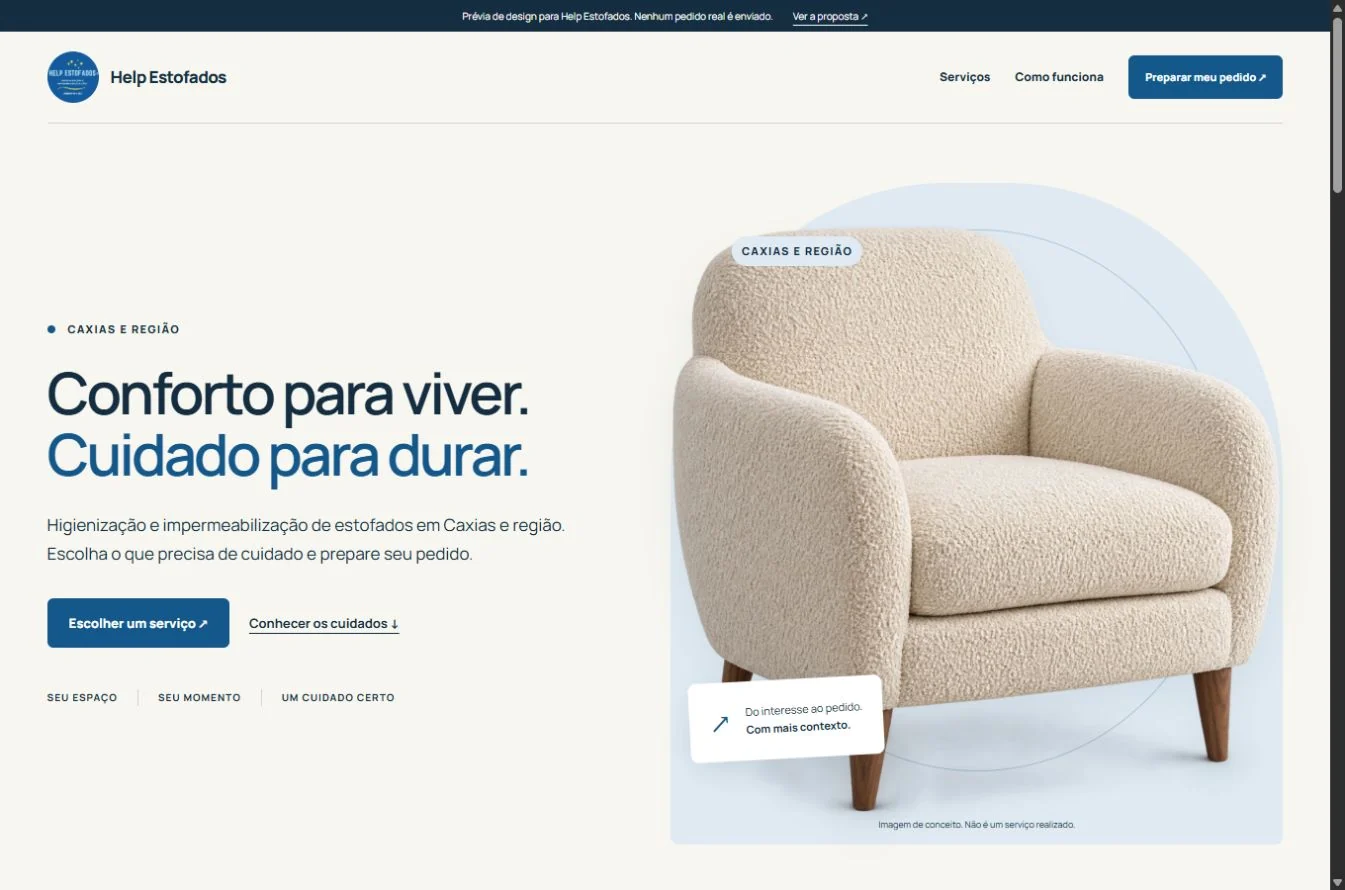 Prévia de design para Help Estofados. Nenhum pedido real é enviado. Ver a proposta ↗
HELP ESTOFADOS
Help Estofados
Serviços
Como funciona
Preparar meu pedido ↗
CAXIAS E REGIÃO
Conforto para viver.
Cuidado para durar.
Higienização e impermeabilização de estofados em Caxias e região.
Escolha o que precisa de cuidado e prepare seu pedido.
Escolher um serviço ↗
Conhecer os cuidados ↓
SEU ESPAÇO
SEU MOMENTO
UM CUIDADO CERTO
CAXIAS E REGIÃO
↗
Do interesse ao pedido.
Com mais contexto.
Imagem de conceito. Não é um serviço realizado.